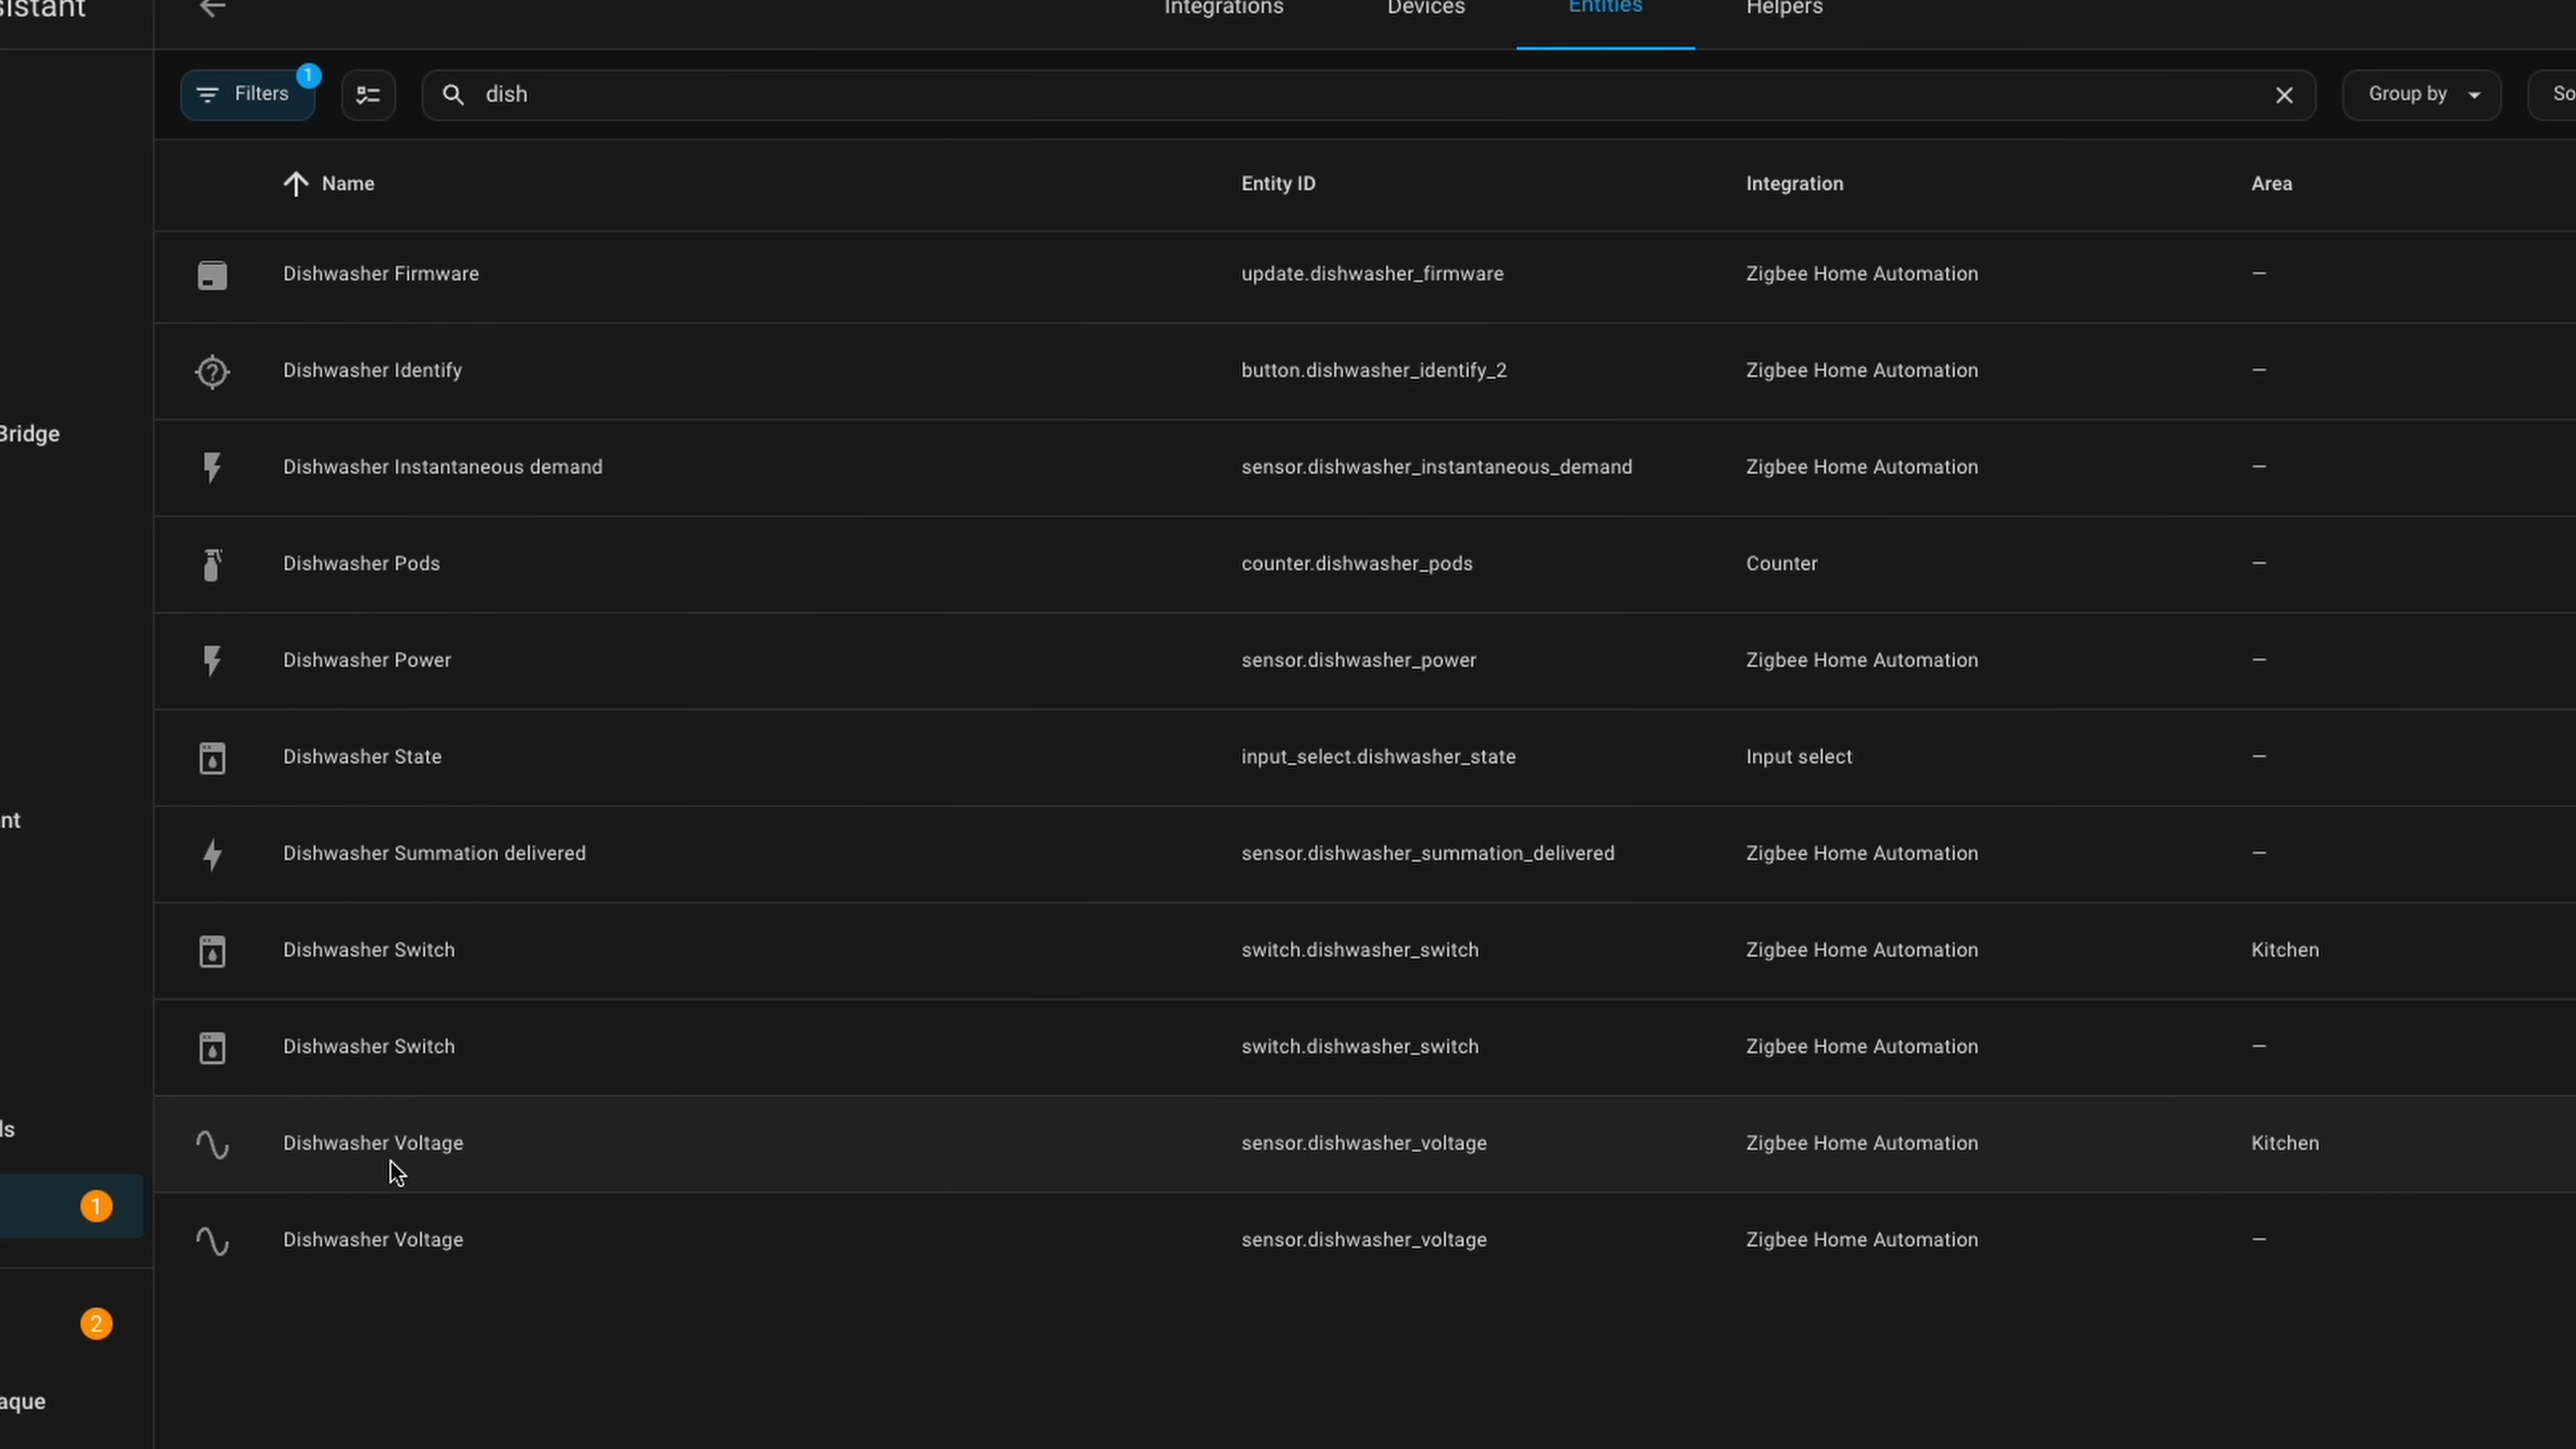 Integrations Devices Entities Helpers
Filters 1 dish Group by
Name Entity ID Integration Area
Dishwasher Firmware update.dishwasher_firmware Zigbee Home Automation —
Dishwasher Identify button.dishwasher_identify_2 Zigbee Home Automation —
Bridge
Dishwasher Instantaneous demand sensor.dishwasher_instantaneous_demand Zigbee Home Automation —
Dishwasher Pods counter.dishwasher_pods Counter —
Dishwasher Power sensor.dishwasher_power Zigbee Home Automation —
Dishwasher State input_select.dishwasher_state Input select —
Dishwasher Summation delivered sensor.dishwasher_summation_delivered Zigbee Home Automation —
Dishwasher Switch switch.dishwasher_switch Zigbee Home Automation Kitchen
Dishwasher Switch switch.dishwasher_switch Zigbee Home Automation —
Dishwasher Voltage sensor.dishwasher_voltage Zigbee Home Automation Kitchen
1
Dishwasher Voltage sensor.dishwasher_voltage Zigbee Home Automation —
2